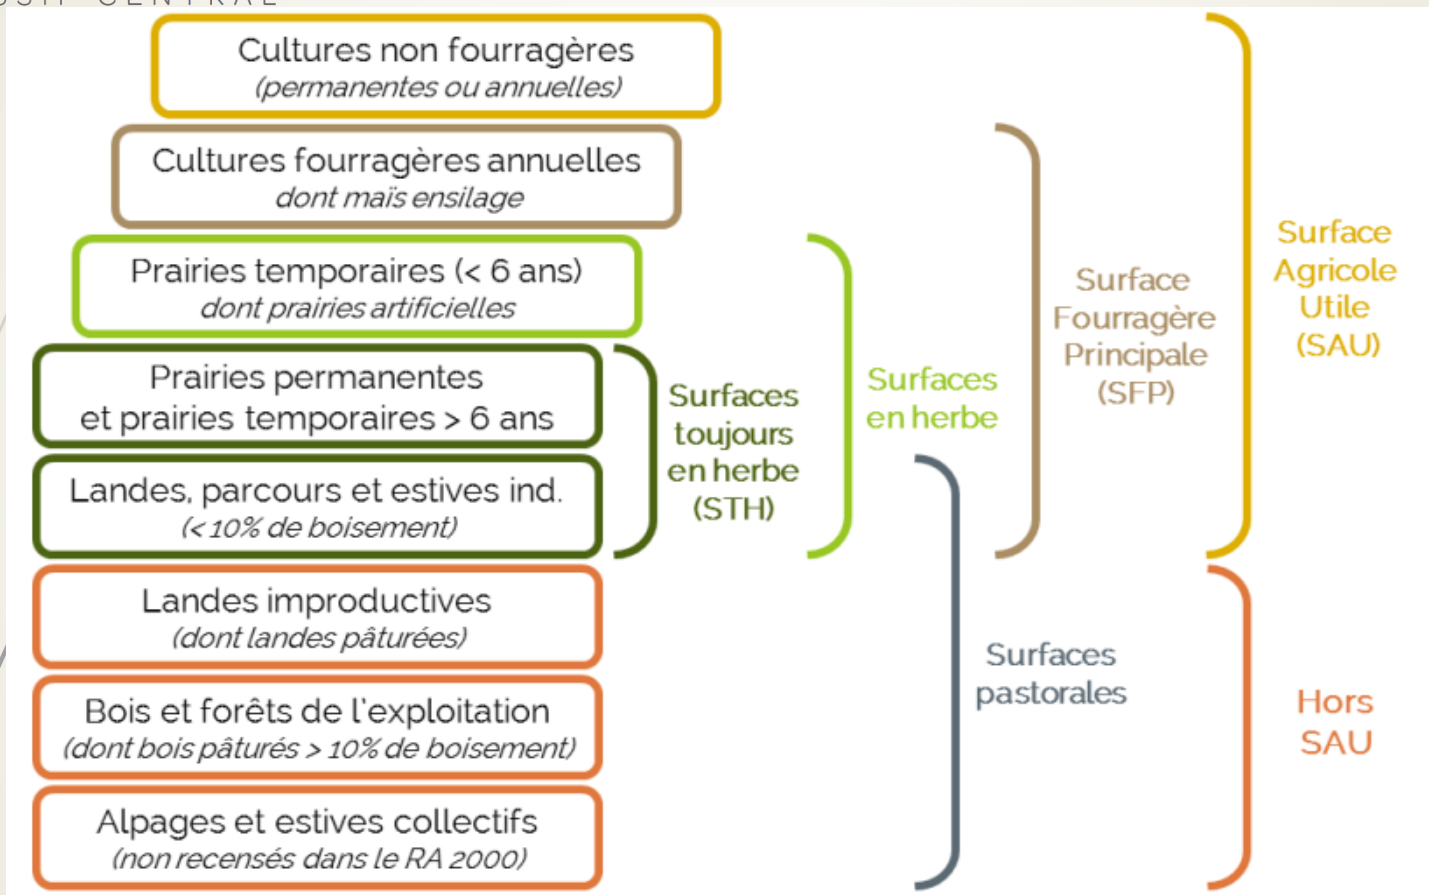 CENTRAL
Cultures non fourragères
(permanentes ou annuelles)
Cultures fourragères annuelles
dont maïs ensilage
Prairies temporaires (< 6 ans)
dont prairies artificielles
Prairies permanentes
et prairies temporaires > 6 ans
Landes, parcours et estives ind.
(< 10% de boisement)
Landes improductives
(dont landes pâturées)
Bois et forêts de l'exploitation
(dont bois pâturés > 10% de boisement)
Alpages et estives collectifs
(non recensés dans le RA 2000)
Surfaces
toujours
en herbe
(STH)
Surfaces
en herbe
Surfaces
pastorales
Surface
Fourragère
Principale
(SFP)
Surface
Agricole
Utile
(SAU)
Hors
SAU